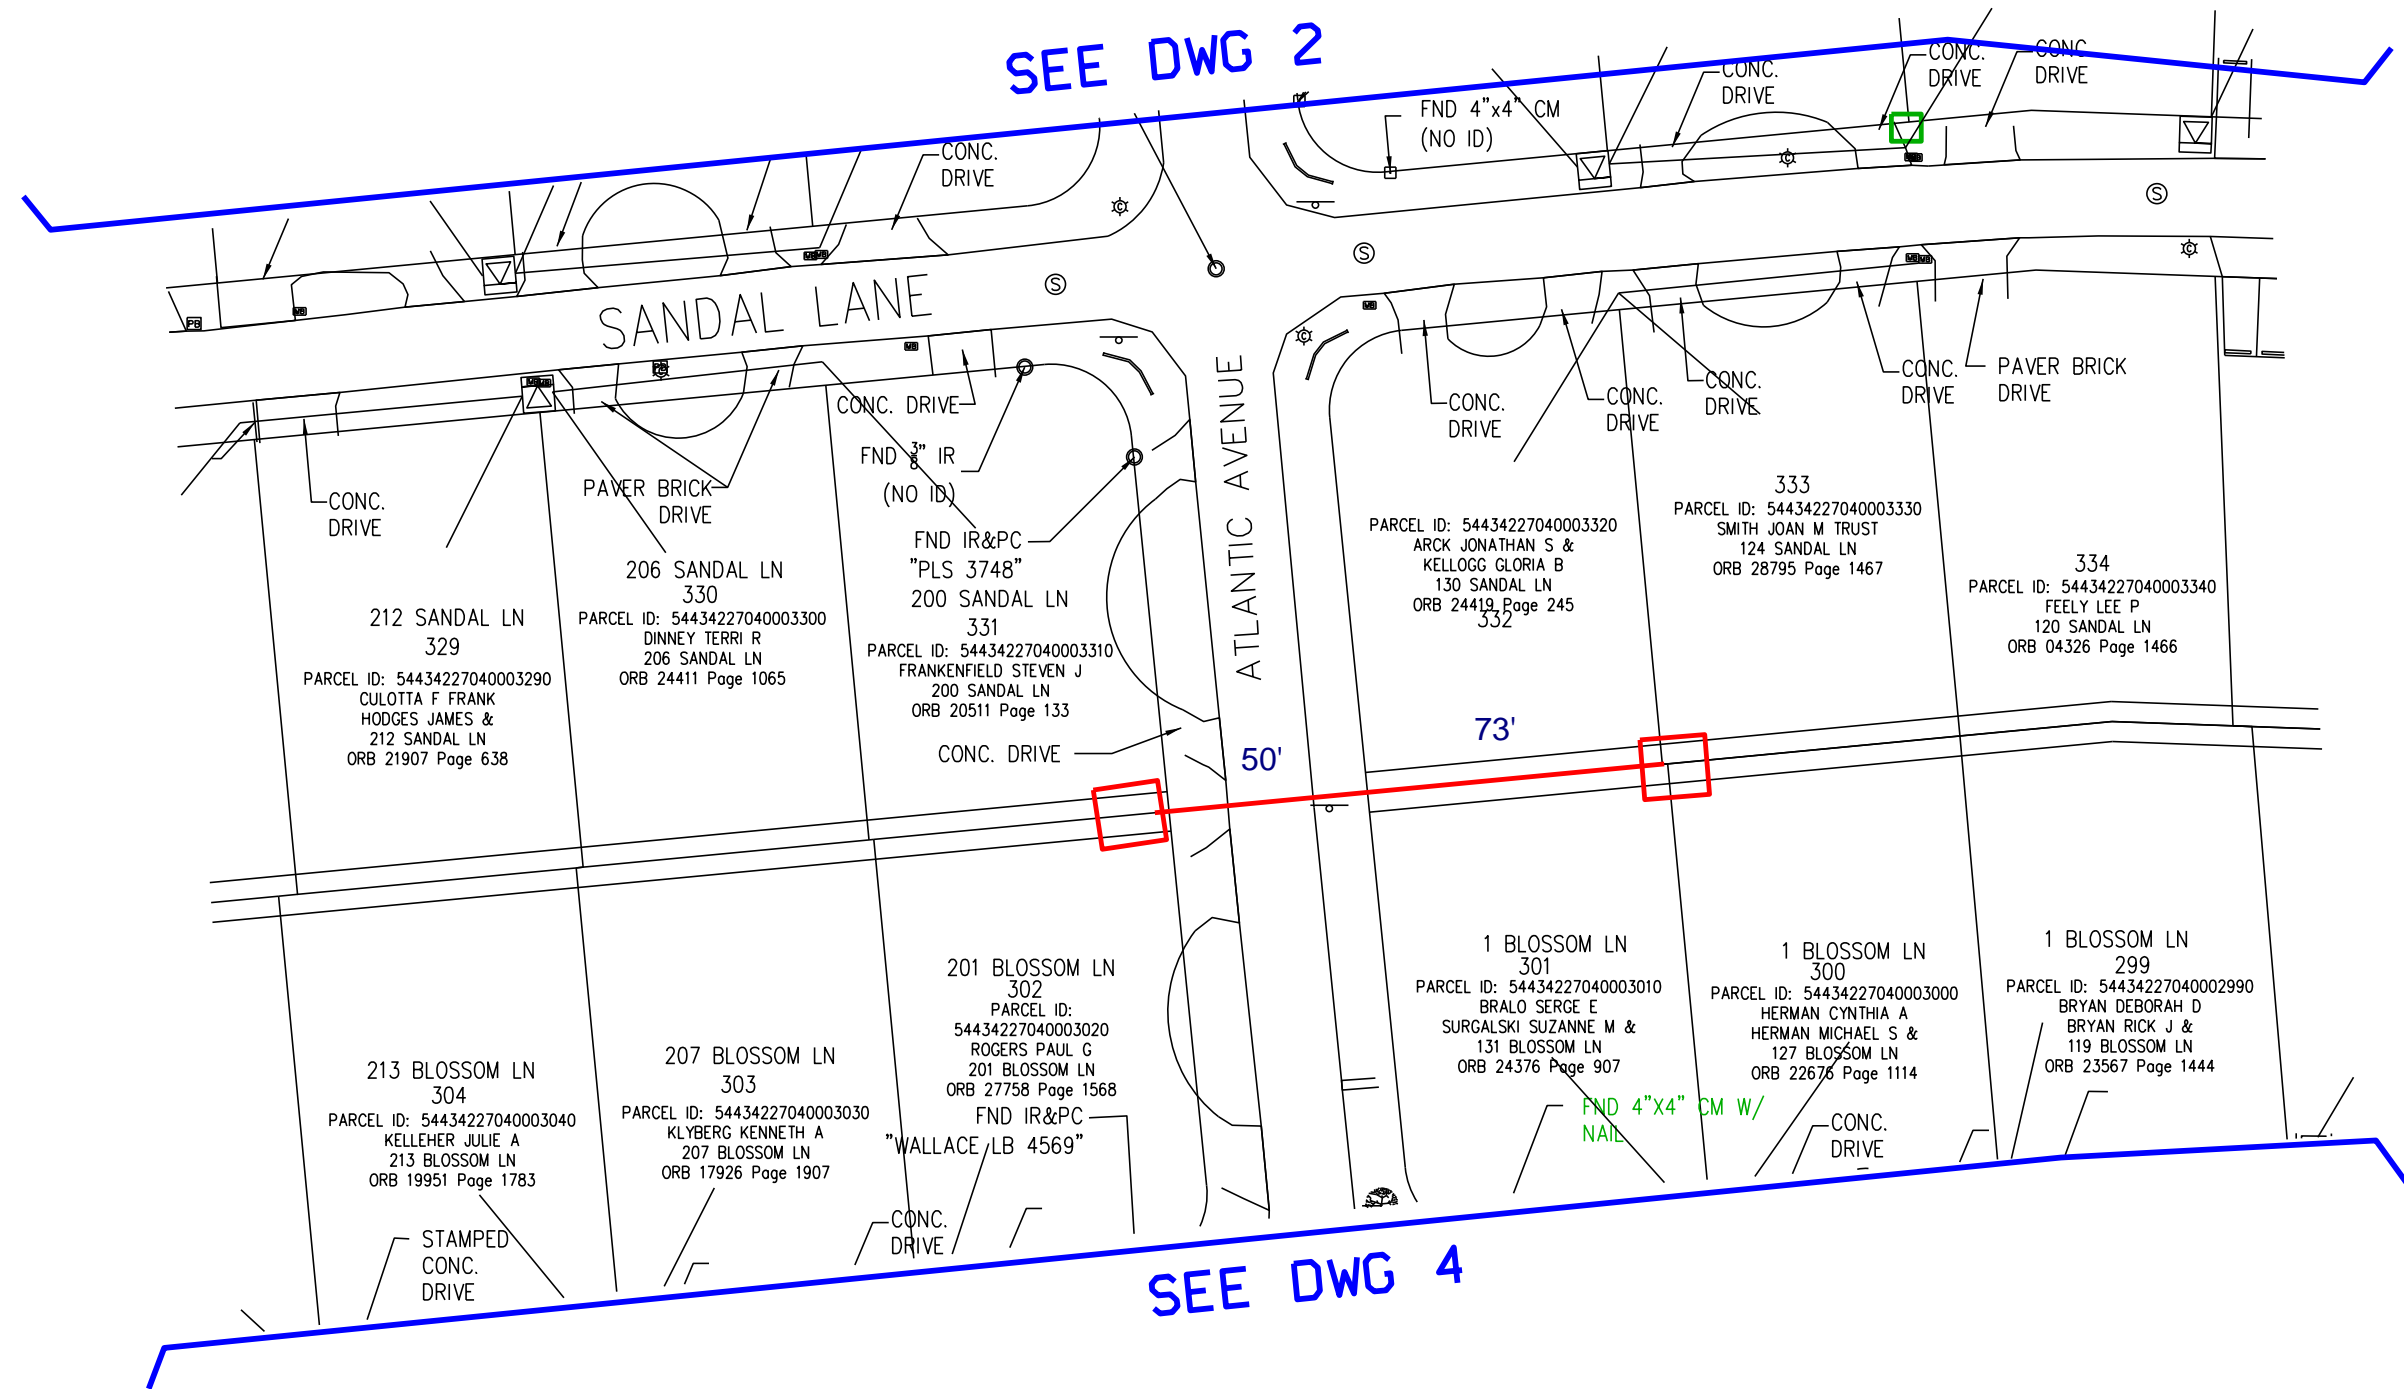 SEE DWG 2
CONC.
DRIVE
CONC
DRIVE
CONC.
DRIVE
FND 4"x4" CM
(NO ID)
CONC.
DRIVE
C
C
S
S
S
C
MB
MB
MB
MB
PB
SANDAL LANE
MB
MB
MB
MB
C
PB
C
MB
MB
MB
CONC. DRIVE
CONC.
DRIVE
CONC.
DRIVE
CONC.
DRIVE
CONC.
DRIVE
PAVER BRICK
DRIVE
ATLANTIC AVENUE
FND 3/8" IR
(NO ID)
PAVER BRICK
DRIVE
CONC.
DRIVE
FND IR&PC
"PLS 3748"
212 SANDAL LN
329
PARCEL ID: 54434227040003290
CULOTTA F FRANK
HODGES JAMES &
212 SANDAL LN
ORB 21907 Page 638
206 SANDAL LN
330
PARCEL ID: 54434227040003300
DINNEY TERRI R
206 SANDAL LN
ORB 24411 Page 1065
200 SANDAL LN
331
PARCEL ID: 54434227040003310
FRANKENFIELD STEVEN J
200 SANDAL LN
ORB 20511 Page 133
CONC. DRIVE
PARCEL ID: 54434227040003320
ARCK JONATHAN S &
KELLOGG GLORIA B
130 SANDAL LN
ORB 24419 Page 245
332
333
PARCEL ID: 54434227040003330
SMITH JOAN M TRUST
124 SANDAL LN
ORB 28795 Page 1467
334
PARCEL ID: 54434227040003340
FEELY LEE P
120 SANDAL LN
ORB 04326 Page 1466
50'
73'
213 BLOSSOM LN
304
PARCEL ID: 54434227040003040
KELLEHER JULIE A
213 BLOSSOM LN
ORB 19951 Page 1783
207 BLOSSOM LN
303
PARCEL ID: 54434227040003030
KLYBERG KENNETH A
207 BLOSSOM LN
ORB 17926 Page 1907
201 BLOSSOM LN
302
PARCEL ID:
54434227040003020
ROGERS PAUL G
201 BLOSSOM LN
ORB 27758 Page 1568
FND IR&PC
"WALLACE LB 4569"
1 BLOSSOM LN
301
PARCEL ID: 54434227040003010
BRALO SERGE E
SURGALSKI SUZANNE M &
131 BLOSSOM LN
ORB 24376 Page 907
1 BLOSSOM LN
300
PARCEL ID: 54434227040003000
HERMAN CYNTHIA A
HERMAN MICHAEL S &
127 BLOSSOM LN
ORB 22676 Page 1114
1 BLOSSOM LN
299
PARCEL ID: 54434227040002990
BRYAN DEBORAH D
BRYAN RICK J &
119 BLOSSOM LN
ORB 23567 Page 1444
FND 4"X4" CM W/
NAIL
CONC.
DRIVE
CONC.
DRIVE
STAMPED
CONC.
DRIVE
SEE DWG 4